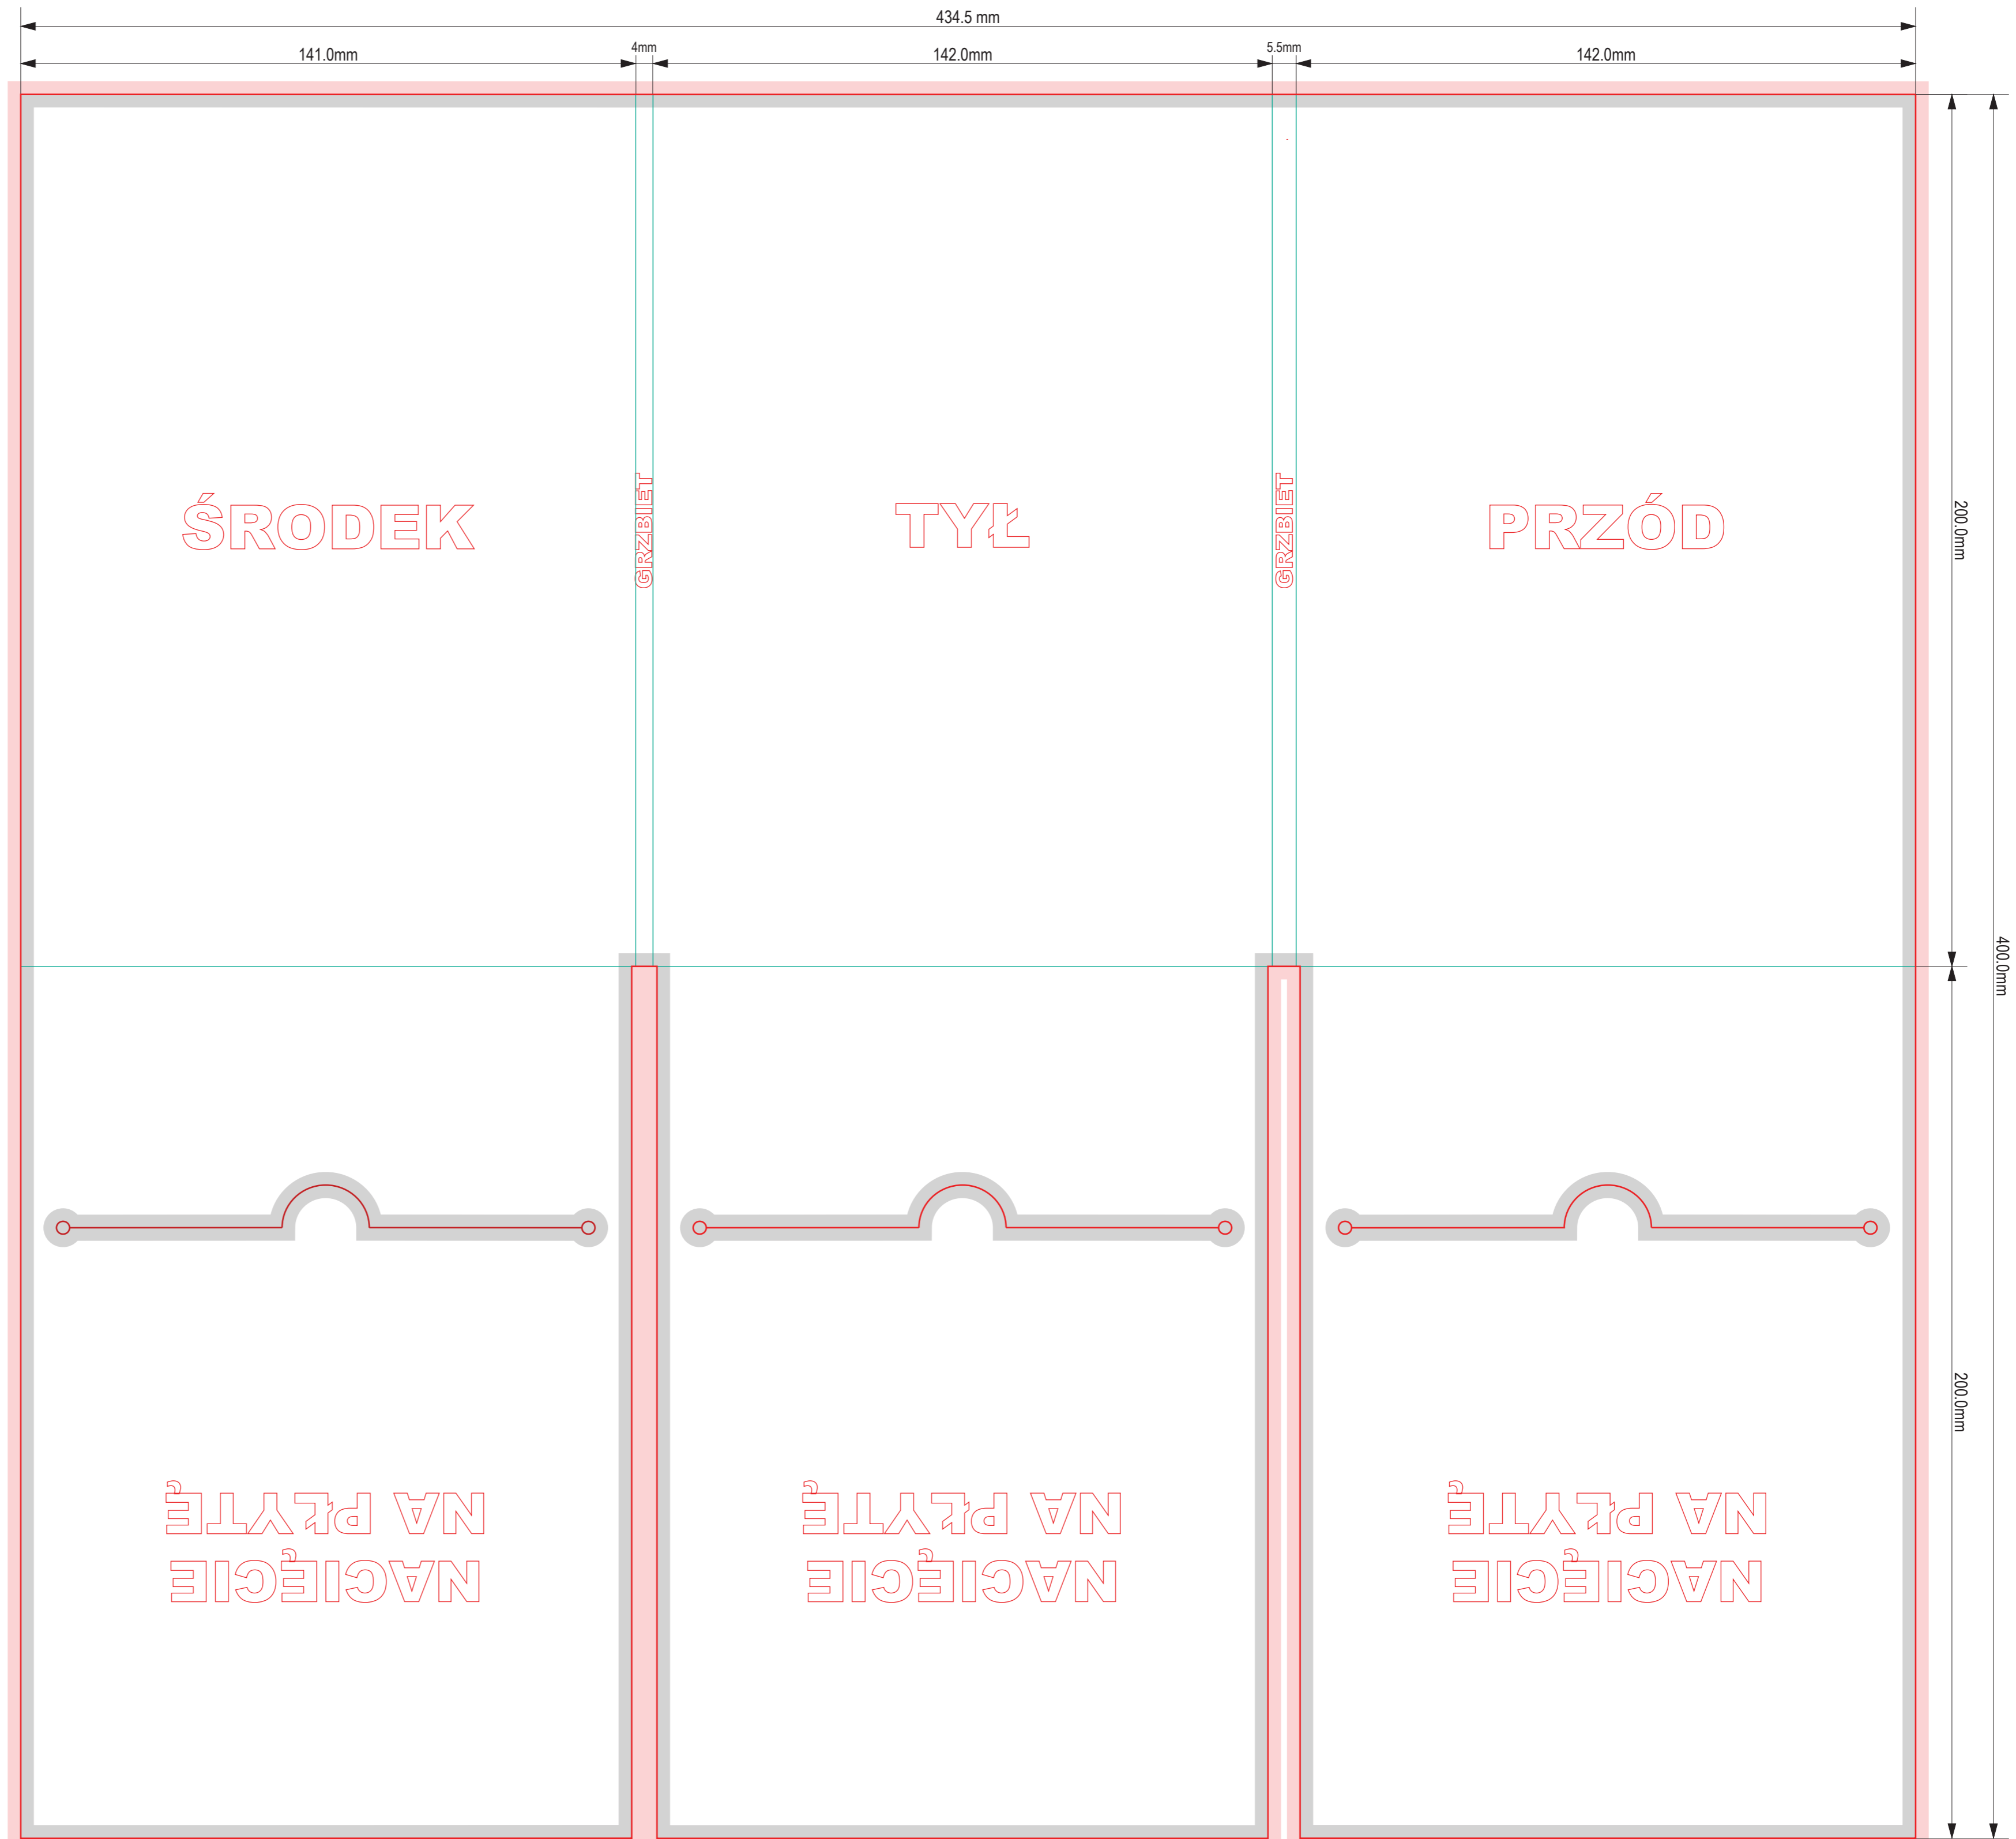 434.5 mm
141.0mm
4mm
142.0mm
5.5mm
142.0mm
ŚRODEK
GRZBIET
TYŁ
GRZBIET
PRZÓD
200.0mm
400.0mm
200.0mm
NACIĘCIE
NA PŁYTĘ
NACIĘCIE
NA PŁYTĘ
NACIĘCIE
NA PŁYTĘ